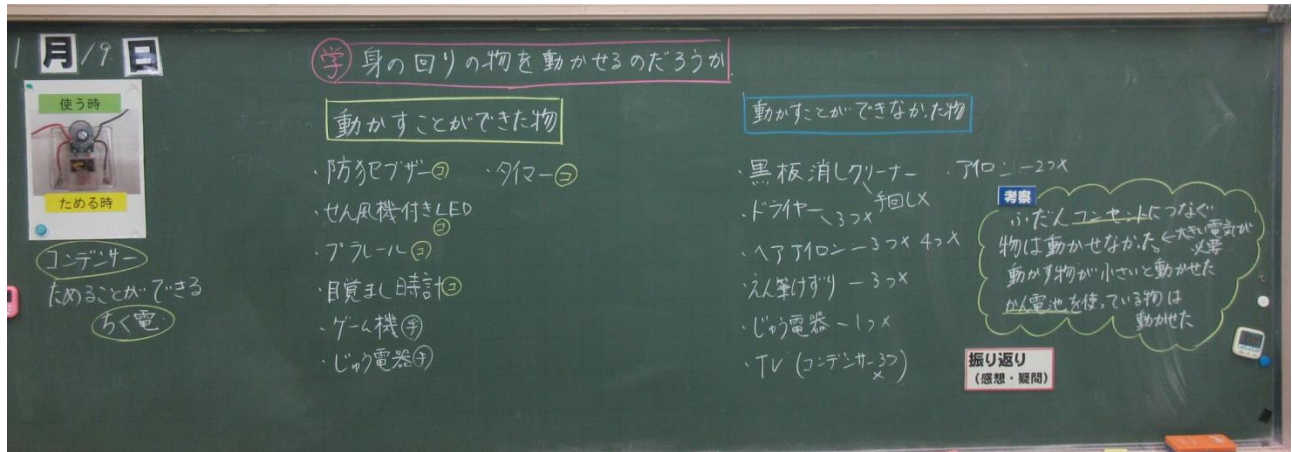 1月19日
使う時
ためる時
コンデンサー
ためることができる
ちく電
学 身の回りの物を動かせるのだろうか。
動かすことができた物
・防犯ブザーコ ・タイマーコ
・せん風機付きLED
コ
・プラレールコ
・目覚まし時計コ
・ゲーム機手
・じゅう電器手
動かすことができなかった物
・黒板消しクリーナー ・アイロン―2つ×
手回し×
・ドライヤー 3つ×
・ヘアアイロン―3つ× 4つ×
・えん筆けずり―3つ×
・じゅう電器―1つ×
・TV(コンデンサー3つ)
×
考察
ふだんコンセントにつなぐ
物は動かせなかった。←大きい電気が
必要
動かす物が小さいと動かせた
かん電池を使っている物は
動かせた
振り返り
(感想・疑問)